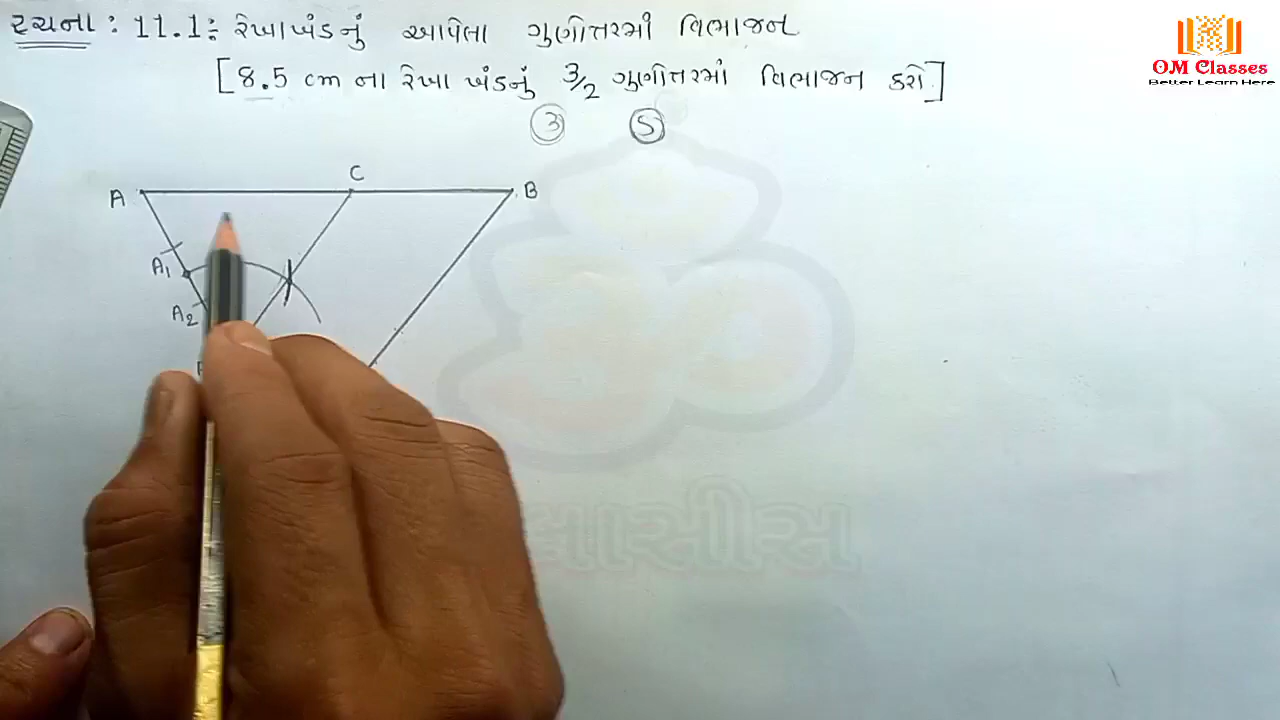 રચના : 11.1 :- રેખાખંડનું આપેલા ગુણોત્તરમાં વિભાજન
[8.5 cm ના રેખા ખંડનું 3/2 ગુણોત્તરમાં વિભાજન કરો.]
3 5
OM Classes
Better Learn Here
C
A B
A1
A2